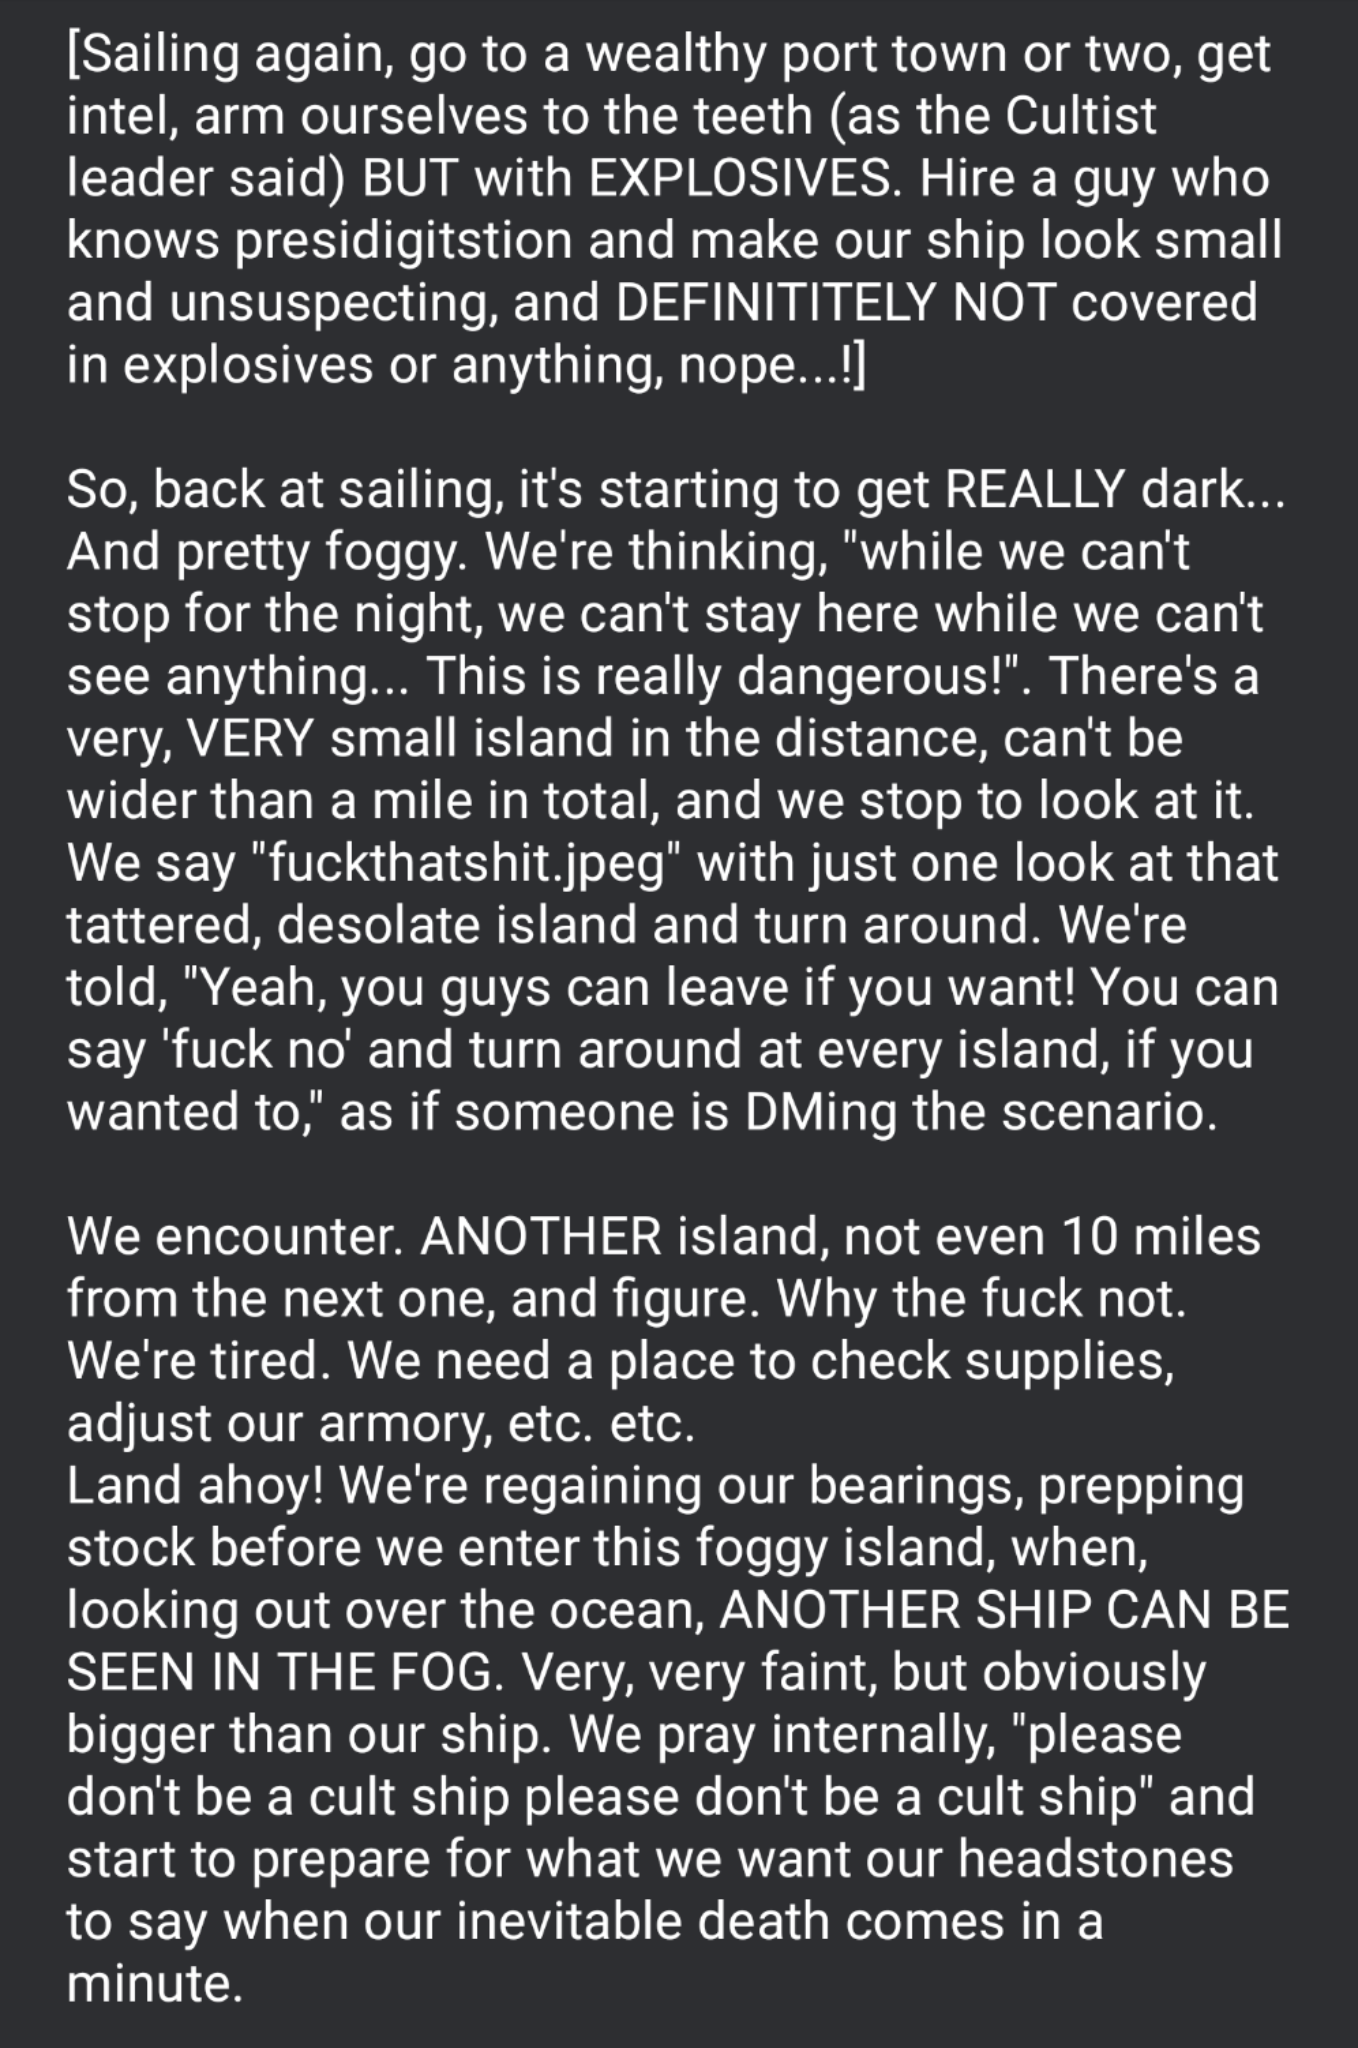 [Sailing again, go to a wealthy port town or two, get
intel, arm ourselves to the teeth (as the Cultist
leader said) BUT with EXPLOSIVES. Hire a guy who
knows presidigitstion and make our ship look small
and unsuspecting, and DEFINITITELY NOT covered
in explosives or anything, nope...!]

So, back at sailing, it's starting to get REALLY dark...
And pretty foggy. We're thinking, "while we can't
stop for the night, we can't stay here while we can't
see anything... This is really dangerous!". There's a
very, VERY small island in the distance, can't be
wider than a mile in total, and we stop to look at it.
We say "fuckthatshit.jpeg" with just one look at that
tattered, desolate island and turn around. We're
told, "Yeah, you guys can leave if you want! You can
say 'fuck no' and turn around at every island, if you
wanted to," as if someone is DMing the scenario.

We encounter. ANOTHER island, not even 10 miles
from the next one, and figure. Why the fuck not.
We're tired. We need a place to check supplies,
adjust our armory, etc. etc.
Land ahoy! We're regaining our bearings, prepping
stock before we enter this foggy island, when,
looking out over the ocean, ANOTHER SHIP CAN BE
SEEN IN THE FOG. Very, very faint, but obviously
bigger than our ship. We pray internally, "please
don't be a cult ship please don't be a cult ship" and
start to prepare for what we want our headstones
to say when our inevitable death comes in a
minute.